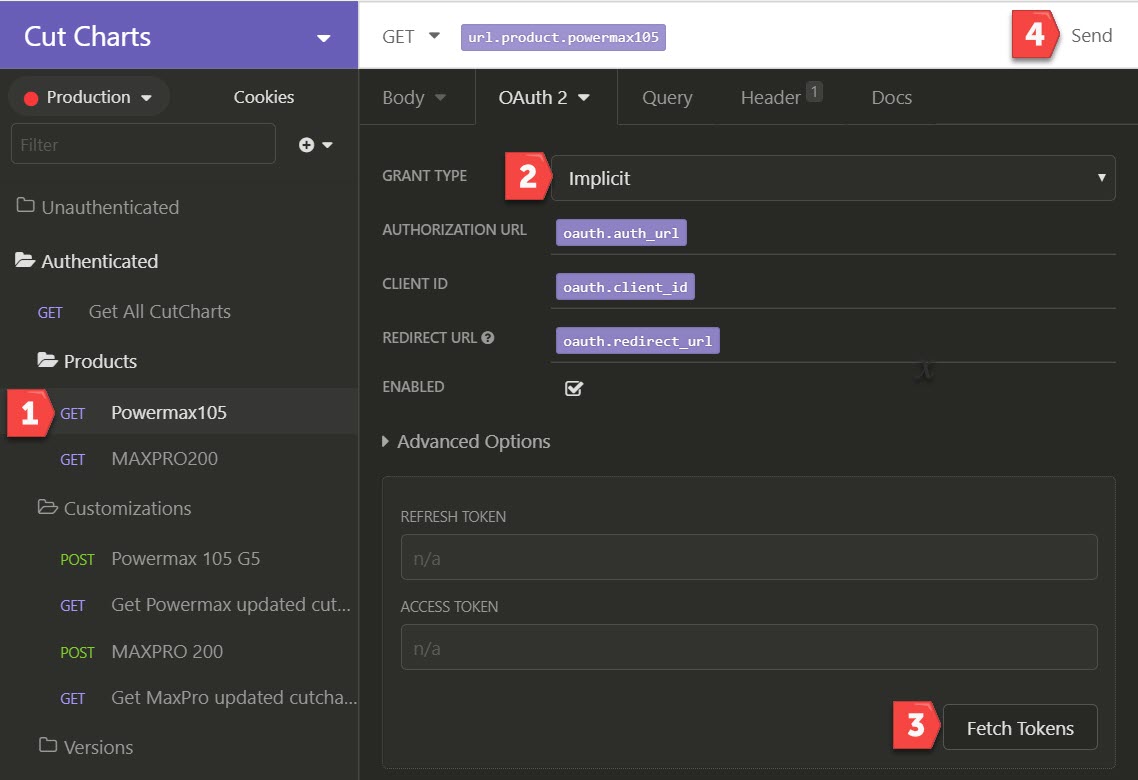 Cut Charts
GET url.product.powermax105
4 Send
Production
Cookies
Filter
Unauthenticated
Authenticated
GET Get All CutCharts
Products
1 GET Powermax105
GET MAXPRO200
Customizations
POST Powermax 105 G5
GET Get Powermax updated cut...
POST MAXPRO 200
GET Get MaxPro updated cutcha...
Versions
Body OAuth 2 Query Header 1 Docs
GRANT TYPE 2 Implicit
AUTHORIZATION URL oauth.auth_url
CLIENT ID oauth.client_id
REDIRECT URL ? oauth.redirect_url
ENABLED
Advanced Options
REFRESH TOKEN
n/a
ACCESS TOKEN
n/a
3 Fetch Tokens